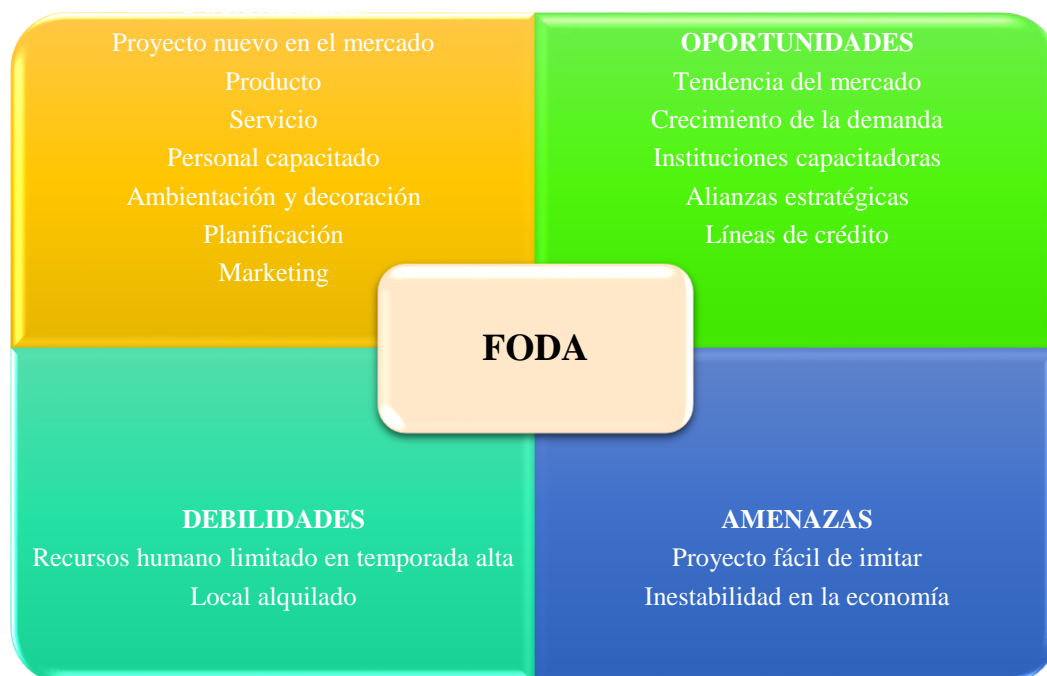 Proyecto nuevo en el mercado
Producto
Servicio
Personal capacitado
Ambientación y decoración
Planificación
Marketing
OPORTUNIDADES
Tendencia del mercado
Crecimiento de la demanda
Instituciones capacitadoras
Alianzas estratégicas
Líneas de crédito
FODA
DEBILIDADES
Recursos humano limitado en temporada alta
Local alquilado
AMENAZAS
Proyecto fácil de imitar
Inestabilidad en la economía